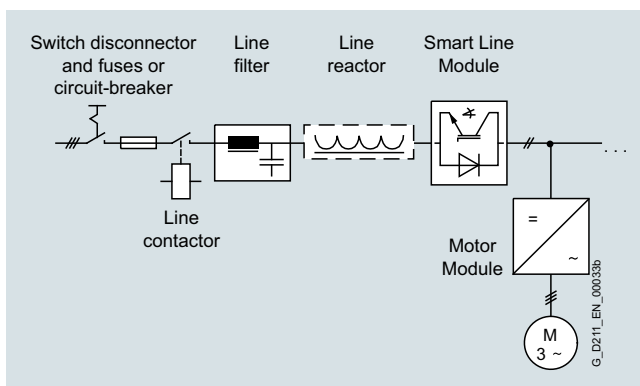 Switch disconnector
and fuses or
circuit-breaker
Line
filter
Line
reactor
Smart Line
Module
. . .
Line
contactor
=
~
Motor
Module
M
3 ~
G_D211_EN_00033b